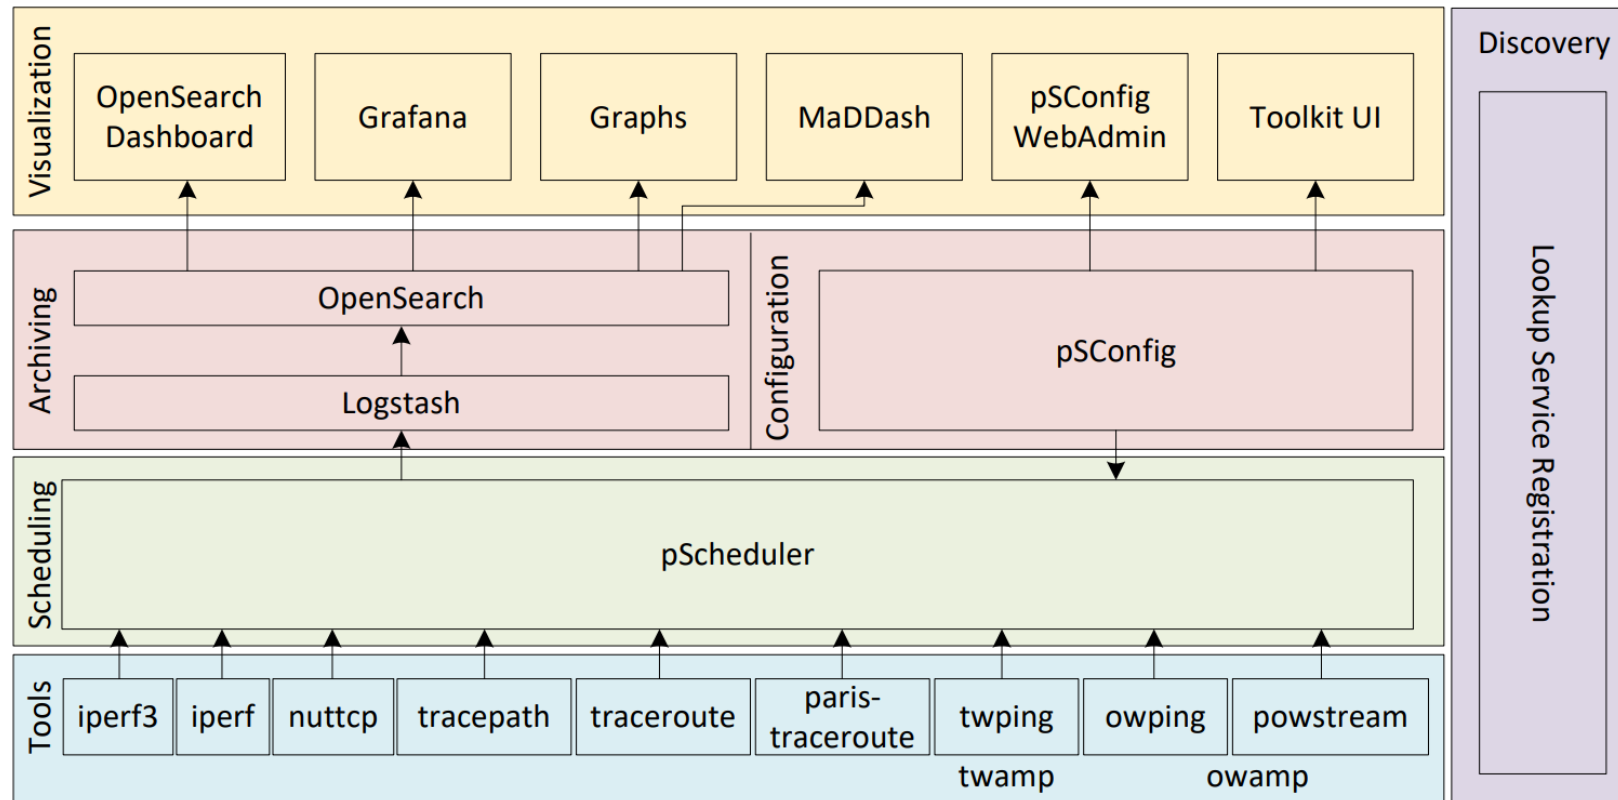 Visualization
OpenSearch
Dashboard
Grafana
Graphs
MaDDash
pSConfig
WebAdmin
Toolkit UI
Archiving
OpenSearch
Logstash
Configuration
pSConfig
Scheduling
pScheduler
Tools
iperf3
iperf
nuttcp
tracepath
traceroute
paris-
traceroute
twping
owping
powstream
twamp
owamp
Discovery
Lookup Service Registration